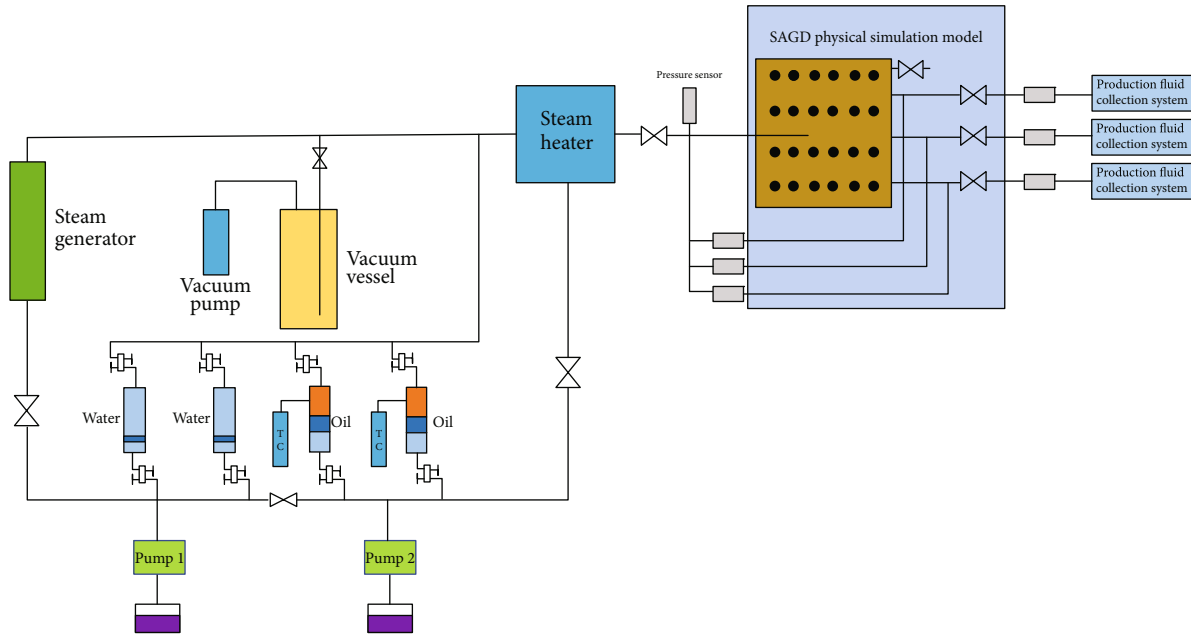 SAGD physical simulation model
Pressure sensor
Production fluid
collection system
Production fluid
collection system
Production fluid
collection system
Steam
heater
Steam
generator
Vacuum
pump
Vacuum
vessel
Water
Water
T
C
Oil
T
C
Oil
Pump 1
Pump 2